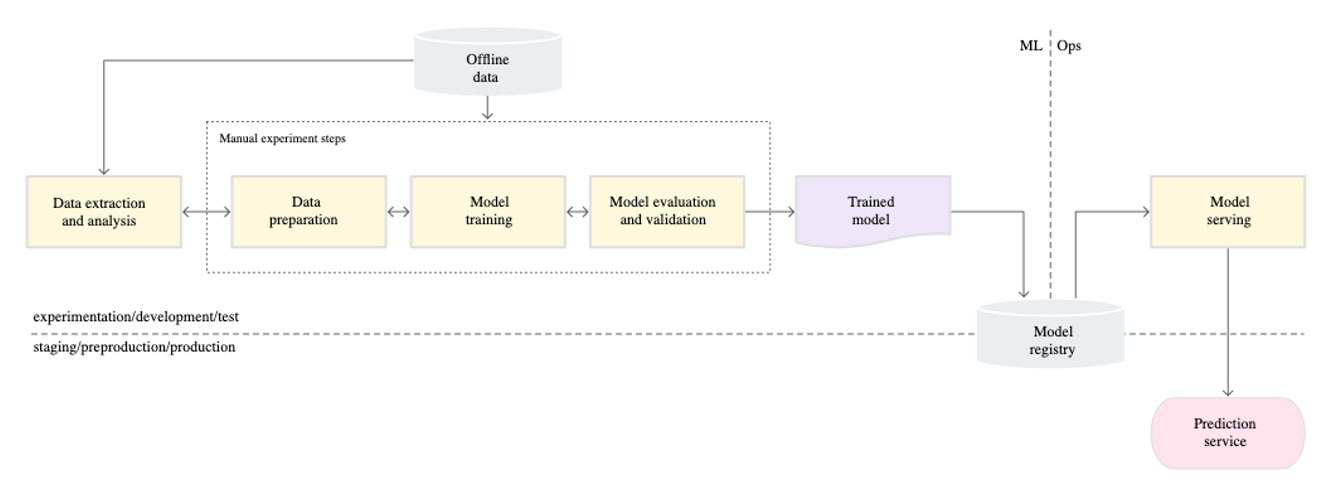 Offline
data
ML
Ops
Manual experiment steps
Data extraction
and analysis
Data
preparation
Model
training
Model evaluation
and validation
Trained
model
Model
serving
experimentation/development/test
staging/preproduction/production
Model
registry
Prediction
service